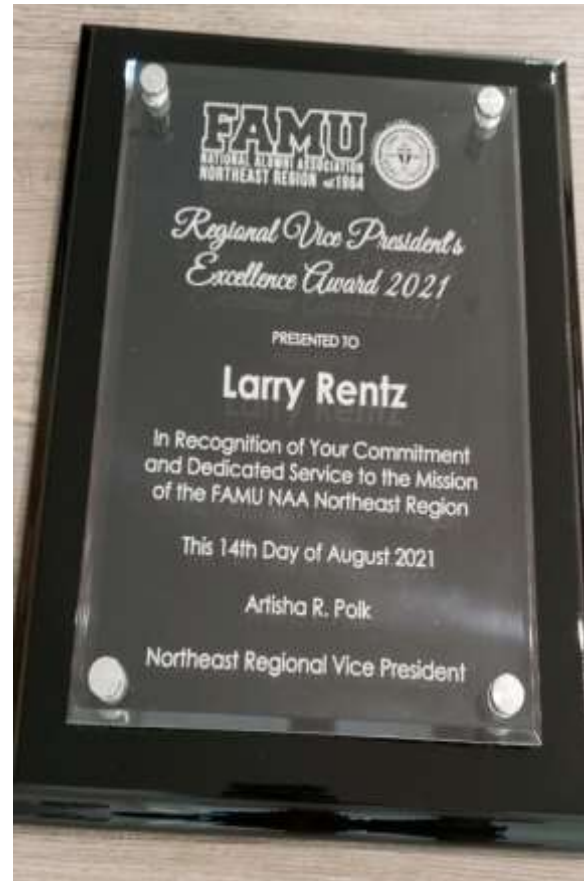 FAMU
NATIONAL ALUMNI ASSOCIATION
NORTHEAST REGION
Regional Vice President's
Excellence Award 2021
PRESENTED TO
Larry Rentz
In Recognition of Your Commitment
and Dedicated Service to the Mission
of the FAMU NAA Northeast Region
This 14th Day of August 2021
Artisha R. Polk
Northeast Regional Vice President